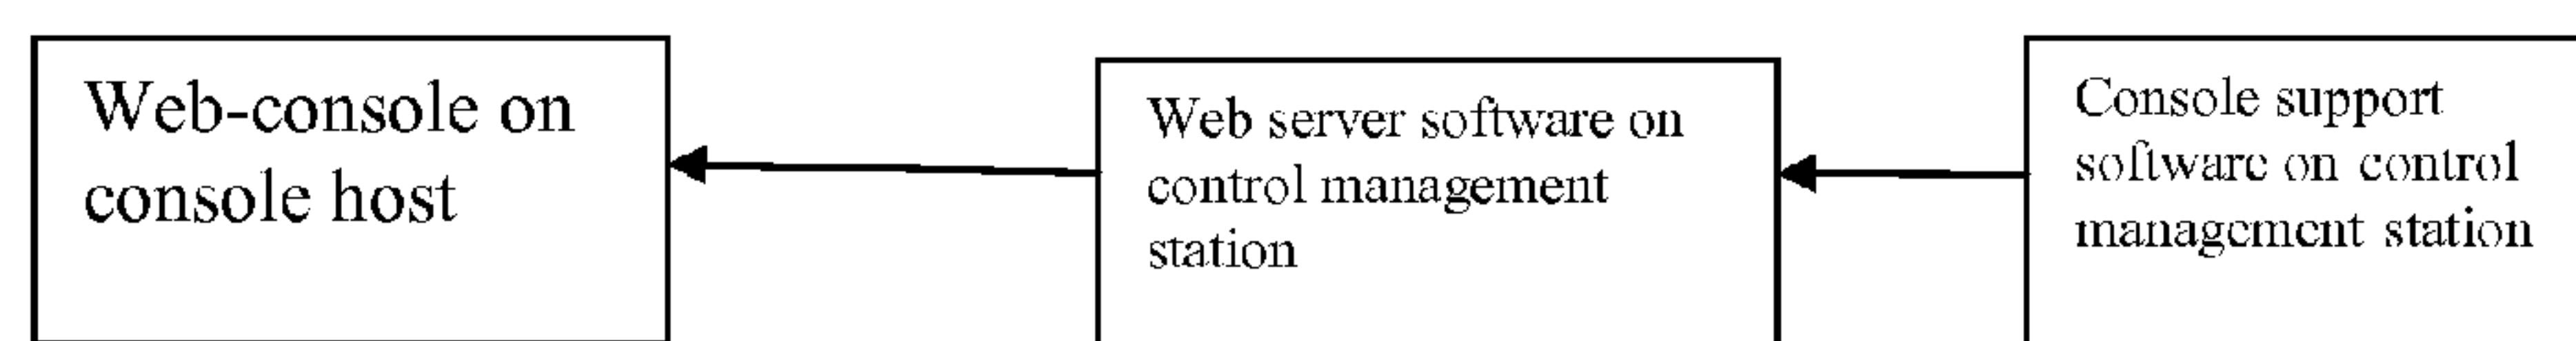 Web-console on
console host
Web server software on
control management
station
Console support
software on control
management station